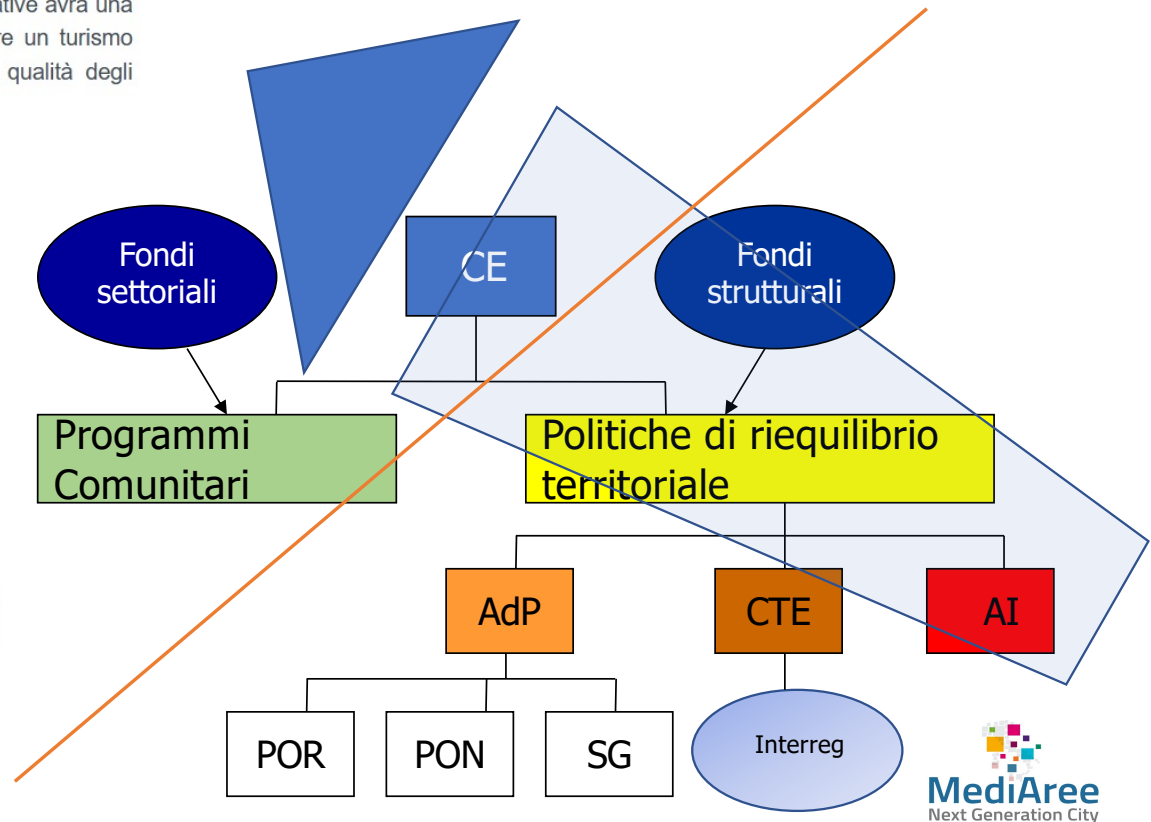 ative avrà una
re un turismo
qualità degli
Fondi
settoriali
CE
Fondi
strutturali
Programmi
Comunitari
Politiche di riequilibrio
territoriale
AdP
CTE
AI
POR
PON
SG
Interreg
MediAree
Next Generation City